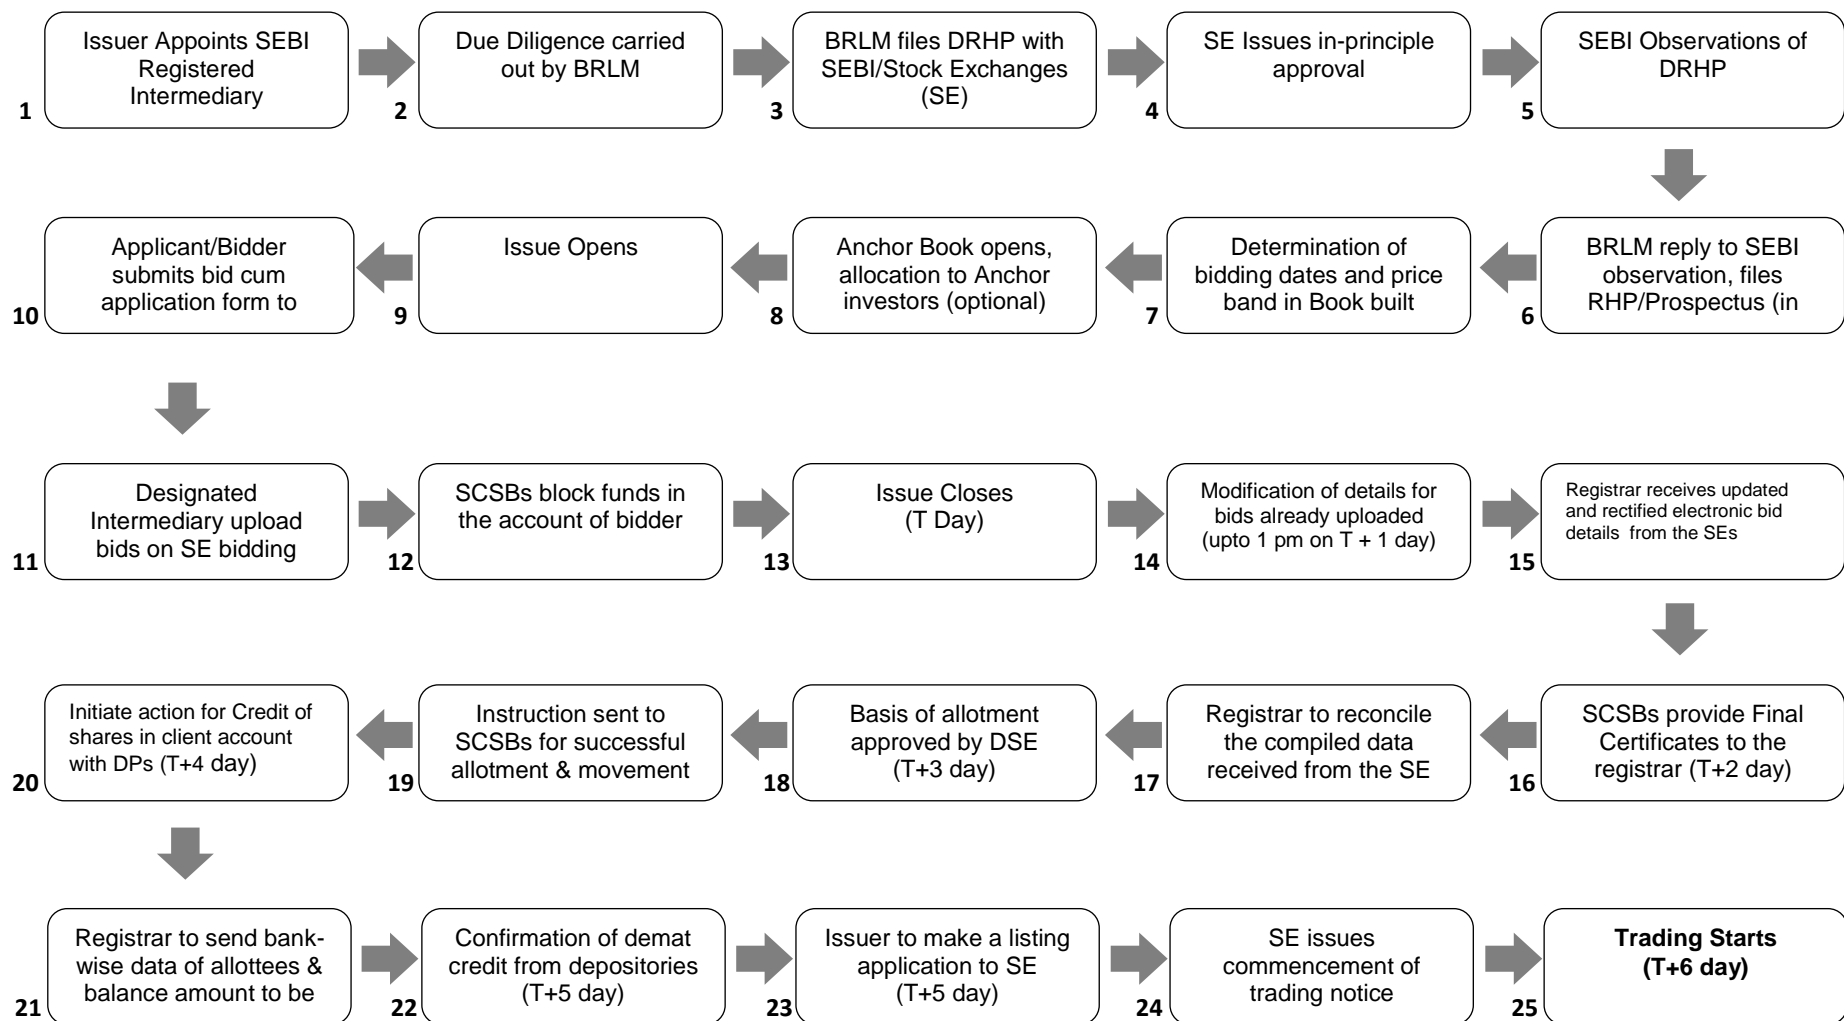 Issuer Appoints SEBI
Registered
Intermediary
1
Due Diligence carried
out by BRLM
2
BRLM files DRHP with
SEBI/Stock Exchanges
(SE)
3
SE Issues in-principle
approval
4
SEBI Observations of
DRHP
5
BRLM reply to SEBI
observation, files
RHP/Prospectus (in
6
Determination of
bidding dates and price
band in Book built
7
Anchor Book opens,
allocation to Anchor
investors (optional)
8
Issue Opens
9
Applicant/Bidder
submits bid cum
application form to
10
Designated
Intermediary upload
bids on SE bidding
11
SCSBs block funds in
the account of bidder
12
Issue Closes
(T Day)
13
Modification of details for
bids already uploaded
(upto 1 pm on T + 1 day)
14
Registrar receives updated
and rectified electronic bid
details from the SEs
15
SCSBs provide Final
Certificates to the
registrar (T+2 day)
16
Registrar to reconcile
the compiled data
received from the SE
17
Basis of allotment
approved by DSE
(T+3 day)
18
Instruction sent to
SCSBs for successful
allotment & movement
19
Initiate action for Credit of
shares in client account
with DPs (T+4 day)
20
Registrar to send bank-
wise data of allottees &
balance amount to be
21
Confirmation of demat
credit from depositories
(T+5 day)
22
Issuer to make a listing
application to SE
(T+5 day)
23
SE issues
commencement of
trading notice
24
Trading Starts
(T+6 day)
25